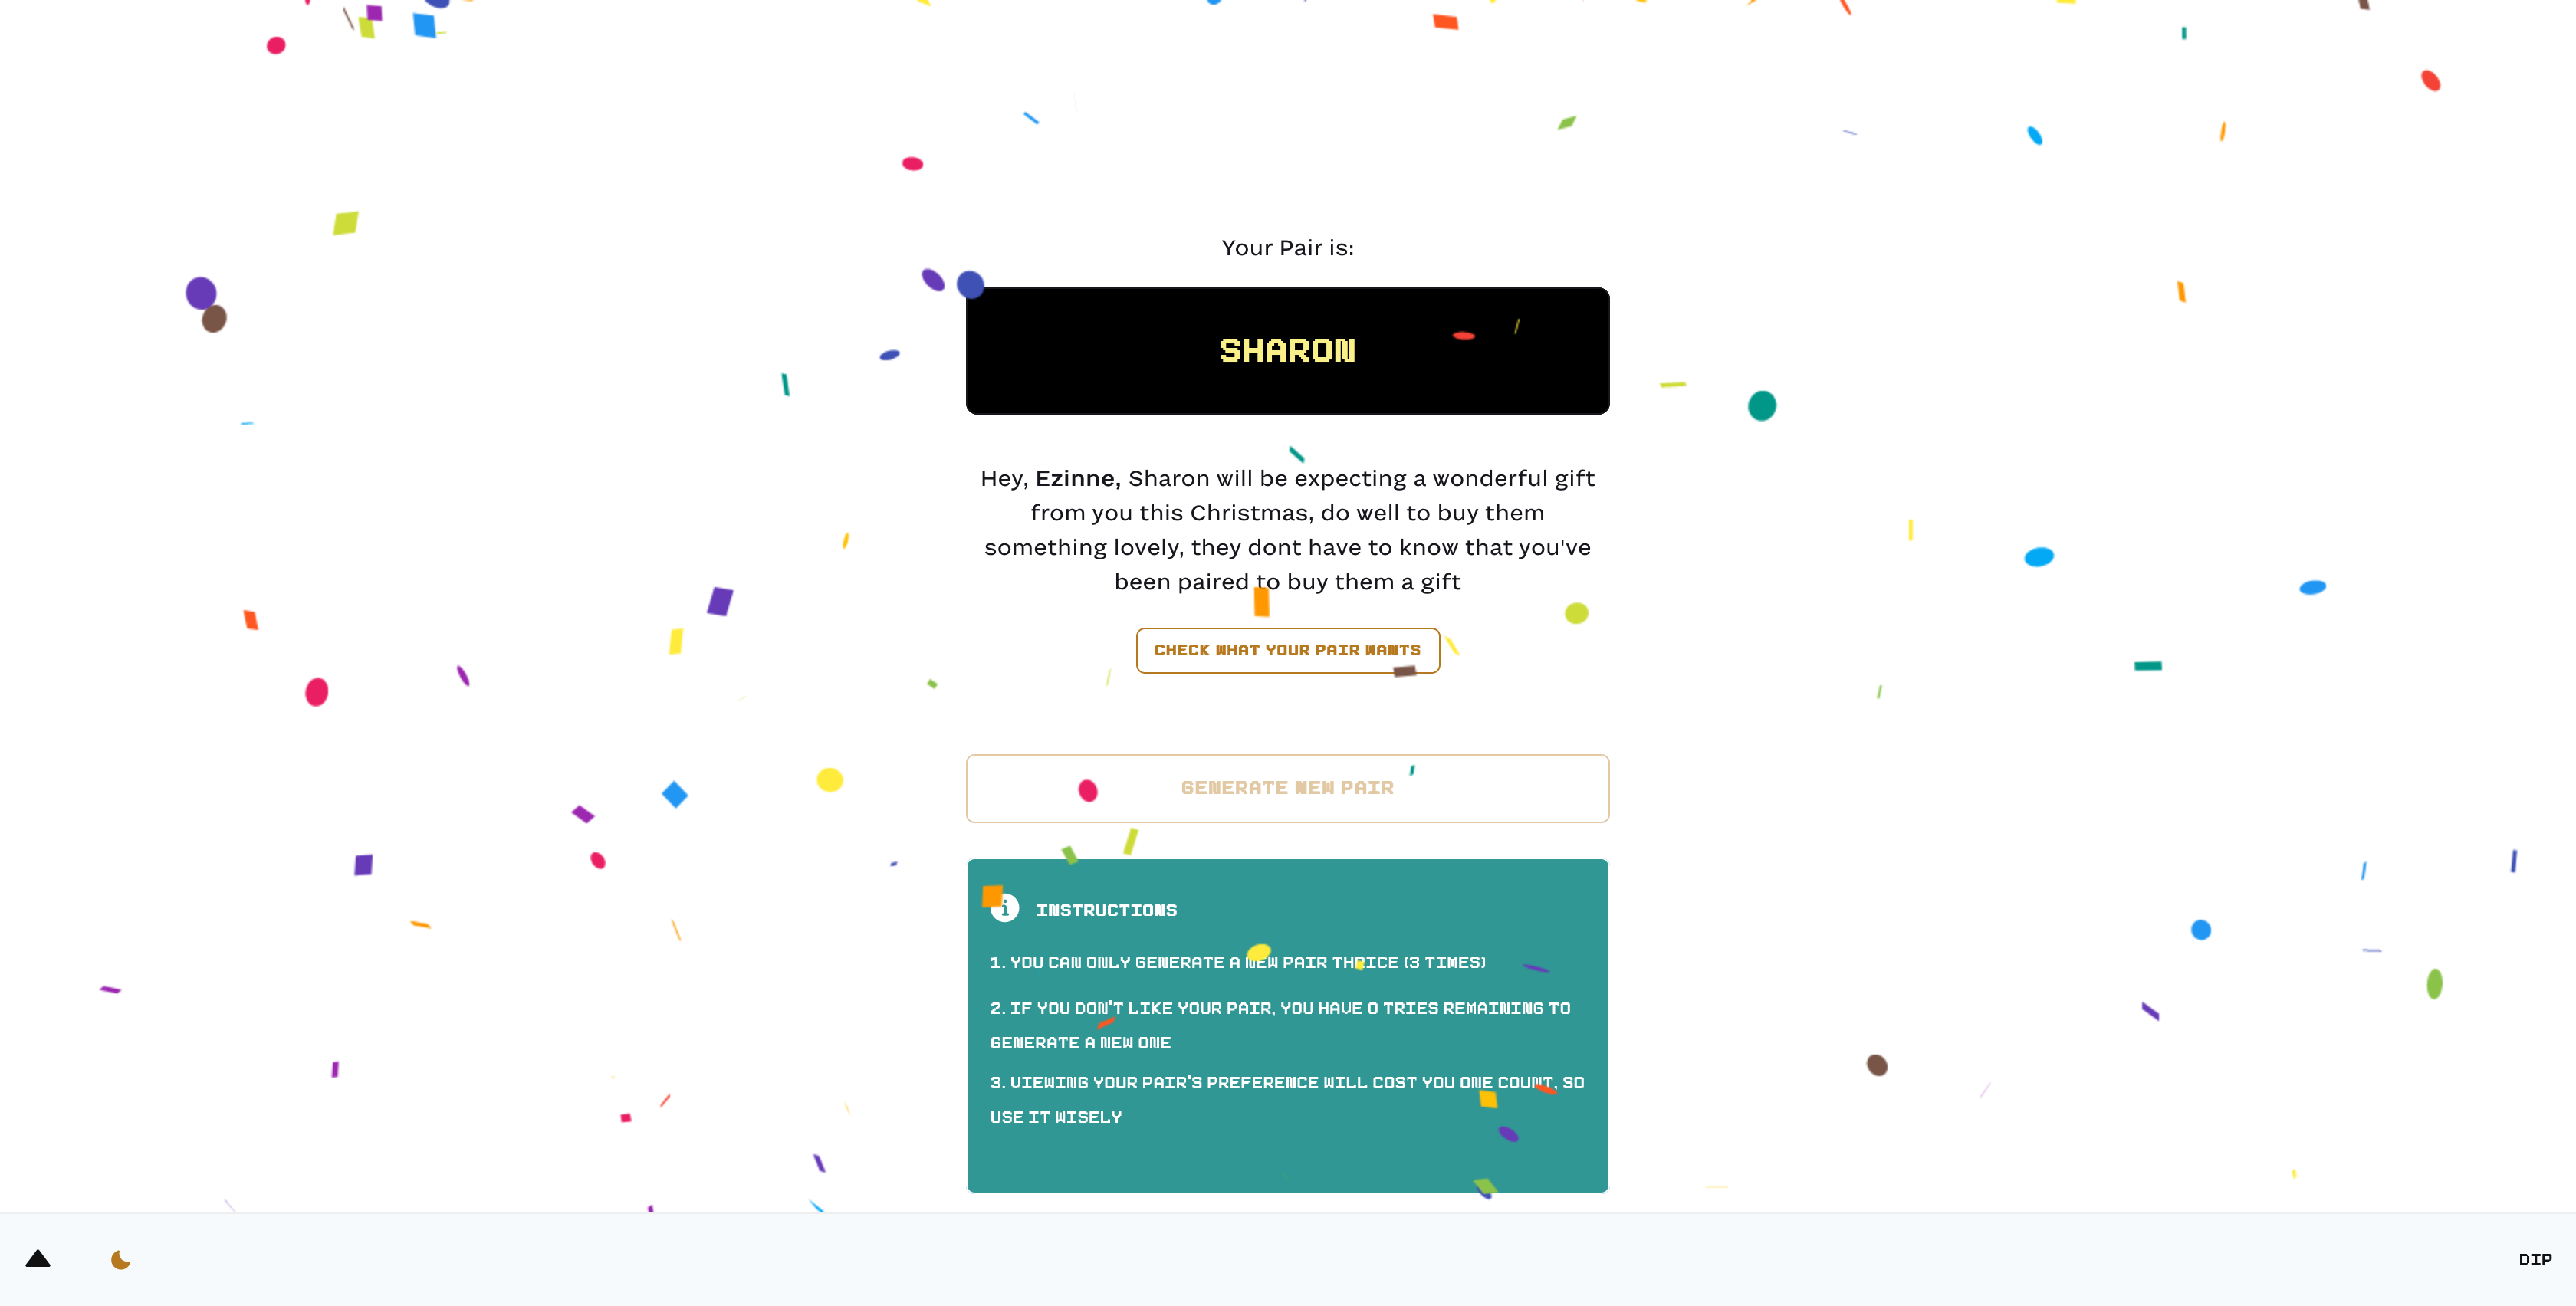 Your Pair is:
SHARON
Hey, Ezinne, Sharon will be expecting a wonderful gift
from you this Christmas, do well to buy them
something lovely, they dont have to know that you've
been paired to buy them a gift
CHECK WHAT YOUR PAIR WANTS
GENERATE NEW PAIR
INSTRUCTIONS
1. YOU CAN ONLY GENERATE A NEW PAIR THRICE (3 TIMES)
2. IF YOU DON'T LIKE YOUR PAIR, YOU HAVE 0 TRIES REMAINING TO
GENERATE A NEW ONE
3. VIEWING YOUR PAIR'S PREFERENCE WILL COST YOU ONE COUNT, SO
USE IT WISELY
DIP